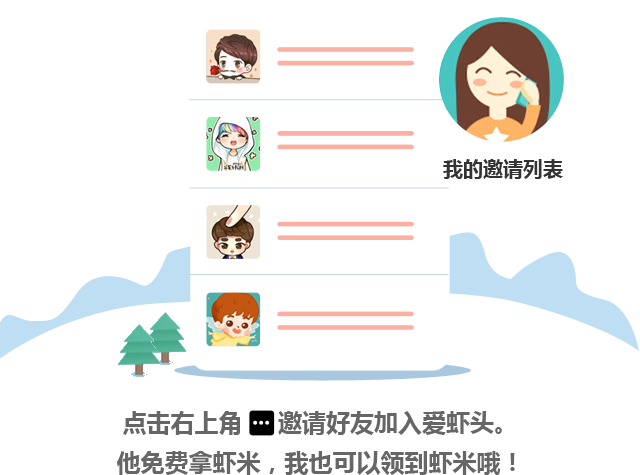 我的邀请列表
点击右上角 邀请好友加入爱虾头。
他免费拿虾米，我也可以领到虾米哦！